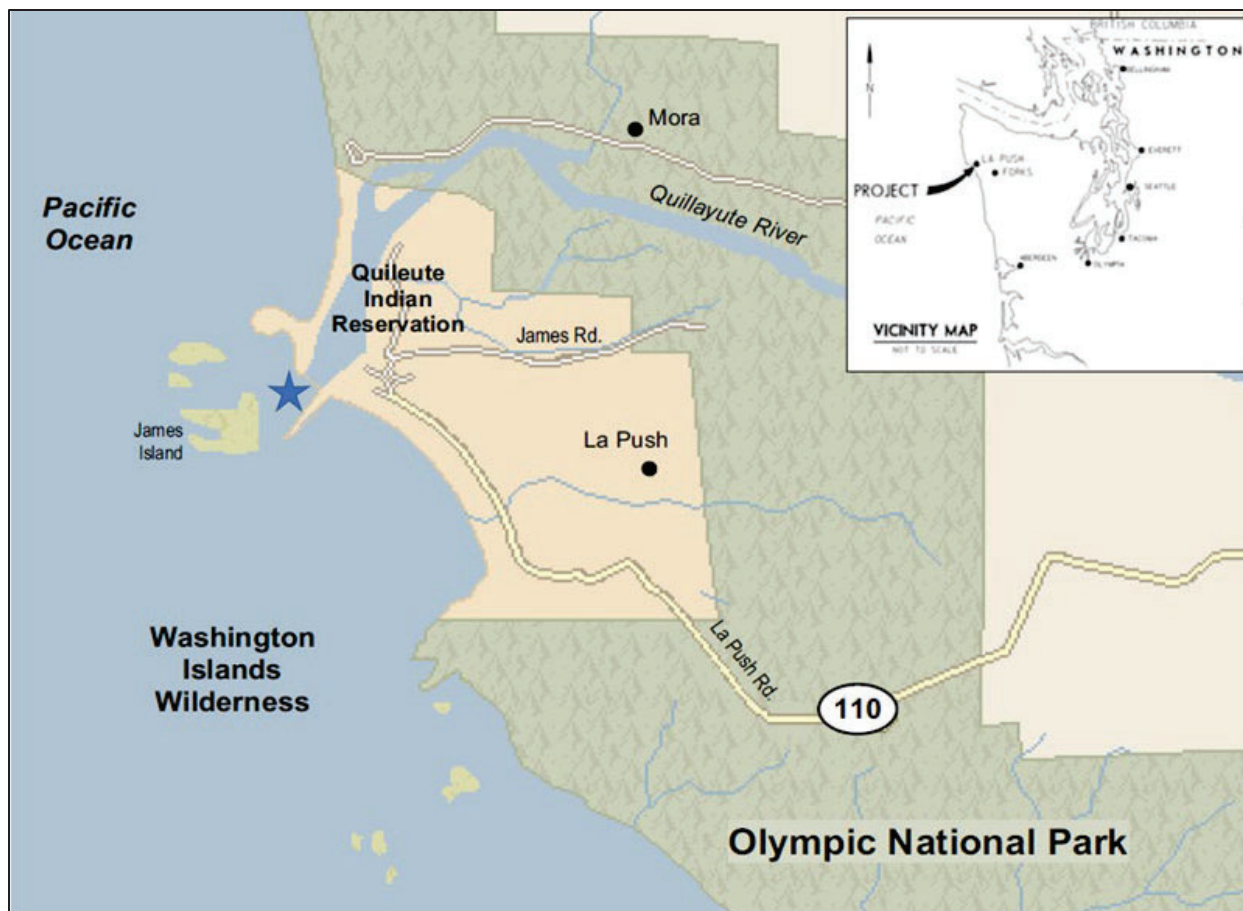 Mora
Pacific
Ocean
Quillayute River
Quileute
Indian
Reservation
James Rd.
James
Island
La Push
Washington
Islands
Wilderness
La Push Rd.
110
Olympic National Park
BRITISH COLUMBIA
WASHINGTON
N
BELLINGHAM
EVERETT
LA PUSH
FORKS
SEATTLE
PROJECT
PACIFIC
OCEAN
TACOMA
ABERDEEN
OLYMPIA
VICINITY MAP
NOT TO SCALE